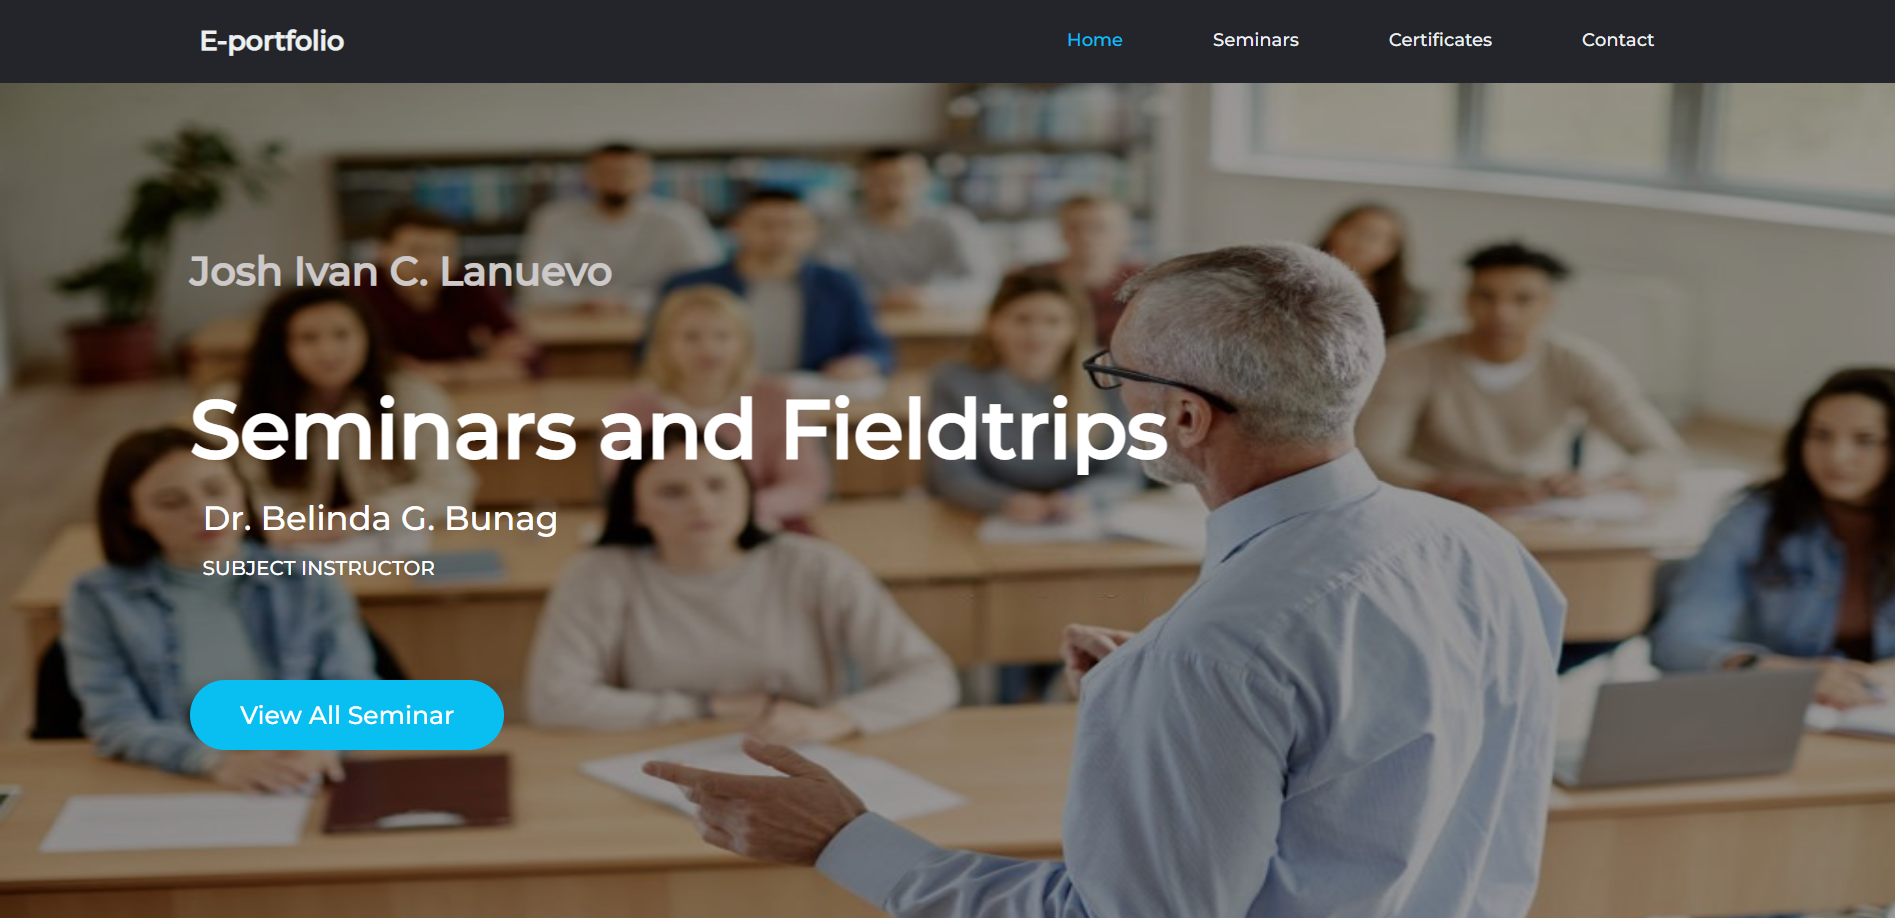 E-portfolio
Home
Seminars
Certificates
Contact
Josh Ivan C. Lanuevo
Seminars and Fieldtrips
Dr. Belinda G. Bunag
SUBJECT INSTRUCTOR
View All Seminar